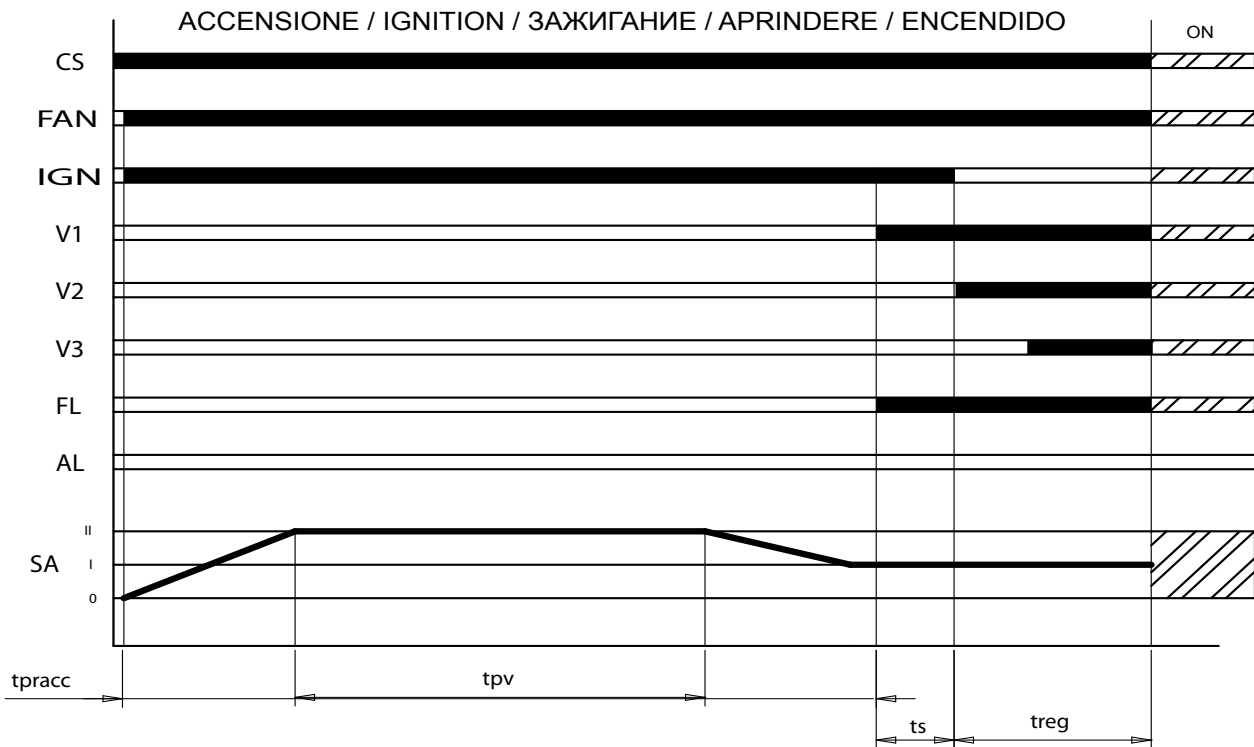 ACCENSIONE / IGNITION / ЗАЖИГАНИЕ / APRINDERE / ENCENDIDO
ON
CS
FAN
IGN
V1
V2
V3
FL
AL
II
SA I
0
tpracc
tpv
ts
treg